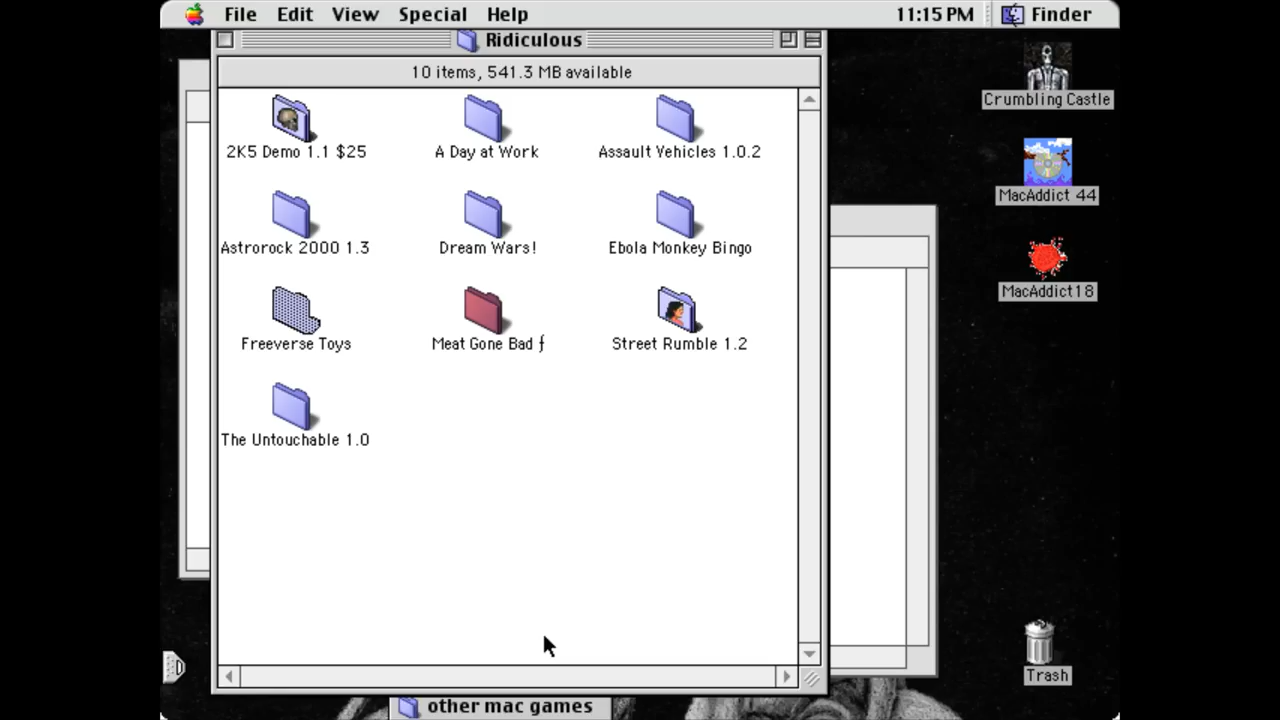 File Edit View Special Help 11:15 PM Finder
Ridiculous
10 items, 541.3 MB available
2K5 Demo 1.1 $25
A Day at Work
Assault Vehicles 1.0.2
Astrorock 2000 1.3
Dream Wars!
Ebola Monkey Bingo
Freeverse Toys
Meat Gone Bad ƒ
Street Rumble 1.2
The Untouchable 1.0
Crumbling Castle
MacAddict 44
MacAddict18
Trash
other mac games